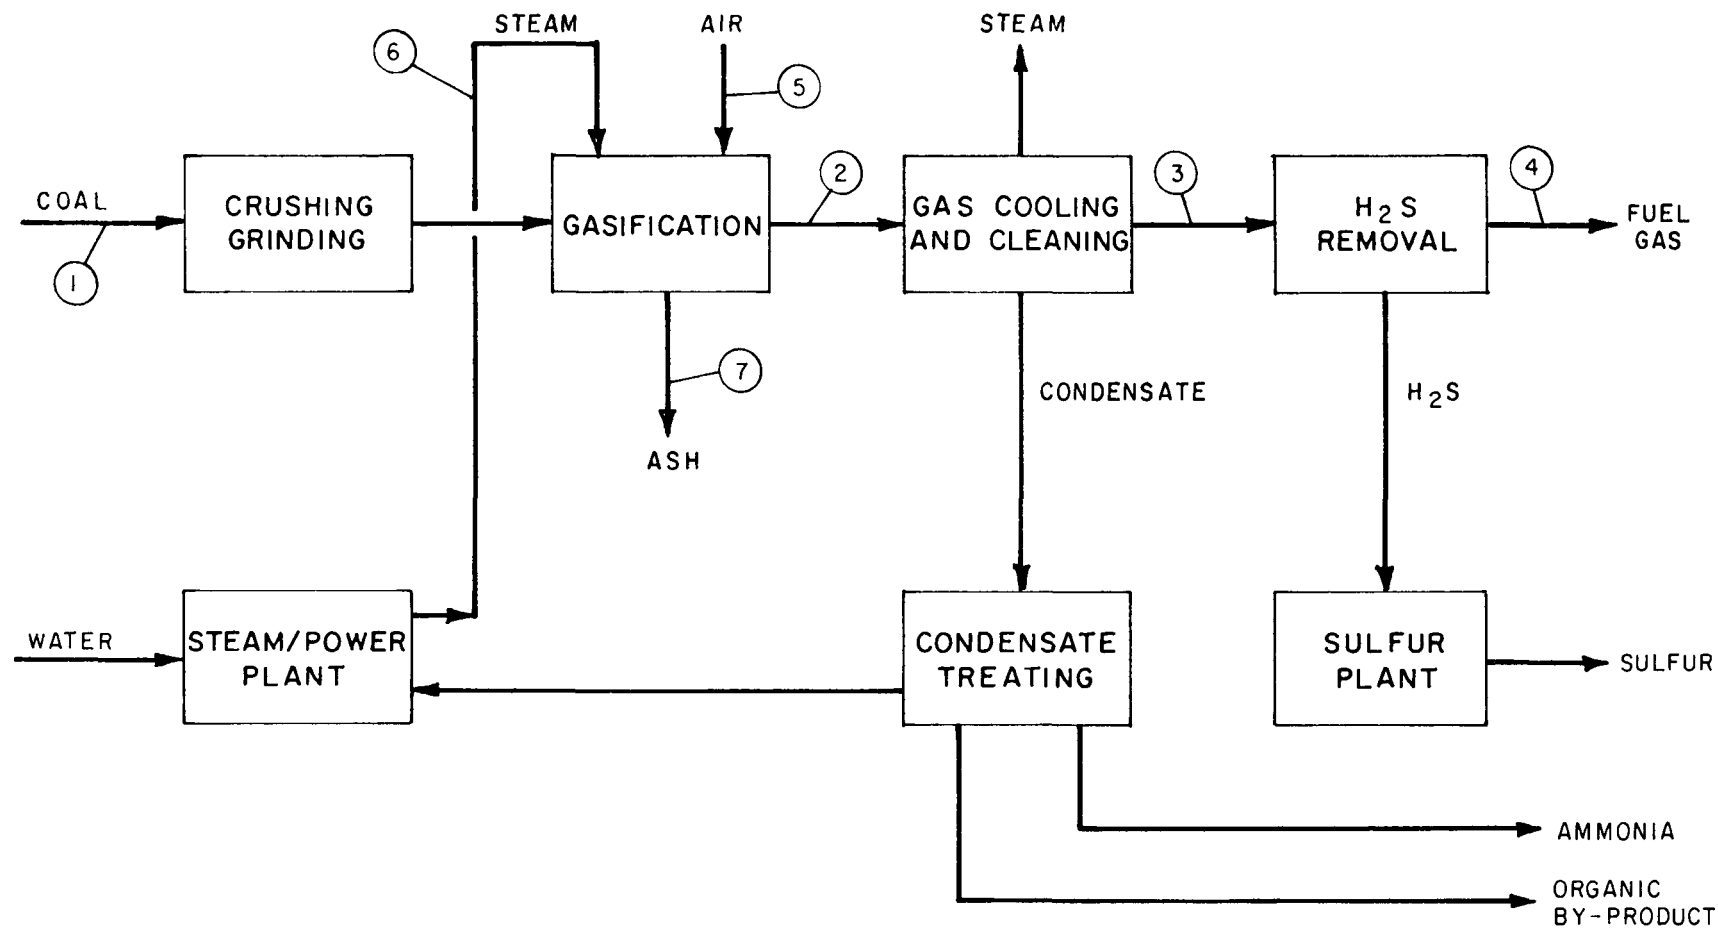 STEAM
AIR
STEAM
6
5
COAL
1
CRUSHING
GRINDING
GASIFICATION
2
GAS COOLING
AND CLEANING
3
H2S
REMOVAL
4
FUEL
GAS
7
ASH
CONDENSATE
H2S
WATER
STEAM/POWER
PLANT
CONDENSATE
TREATING
SULFUR
PLANT
SULFUR
AMMONIA
ORGANIC
BY-PRODUCT